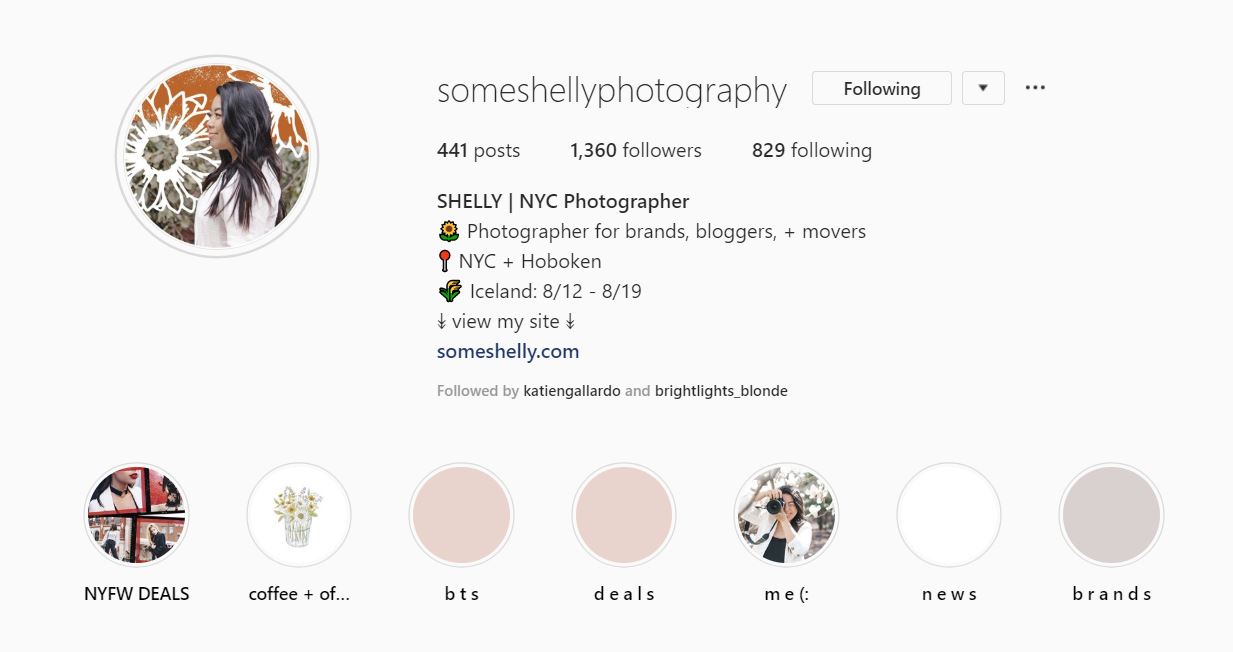 someshellyphotography Following
441 posts 1,360 followers 829 following
SHELLY | NYC Photographer
🌻 Photographer for brands, bloggers, + movers
📍 NYC + Hoboken
🌾 Iceland: 8/12 - 8/19
↡ view my site ↡
someshelly.com
Followed by katiengallardo and brightlights_blonde
NYFW DEALS coffee + of... b t s d e a l s m e (: n e w s b r a n d s